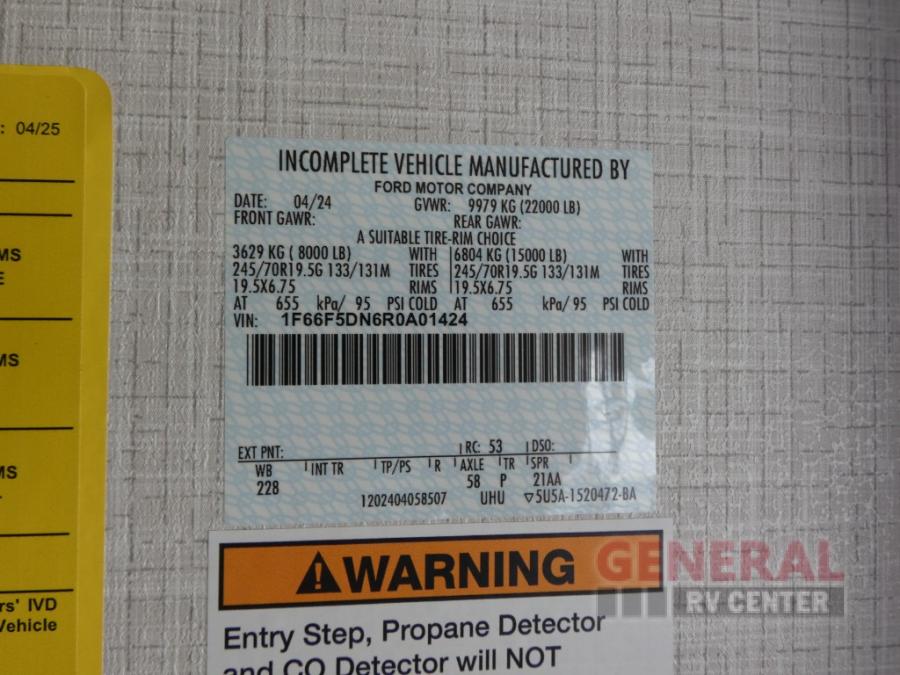 : 04/25
MS
E
MS
MS
rs' IVD
Vehicle
INCOMPLETE VEHICLE MANUFACTURED BY
FORD MOTOR COMPANY
DATE: 04/24 GVWR: 9979 KG (22000 LB)
FRONT GAWR: REAR GAWR:
A SUITABLE TIRE-RIM CHOICE
3629 KG ( 8000 LB) WITH 6804 KG (15000 LB) WITH
245/70R19.5G 133/131M TIRES 245/70R19.5G 133/131M TIRES
19.5X6.75 RIMS 19.5X6.75 RIMS
AT 655 kPa/ 95 PSI COLD AT 655 kPa/ 95 PSI COLD
VIN: 1F66F5DN6R0A01424
EXT PNT: RC: 53 DSO:
WB INT TR TP/PS R AXLE TR SPR
228 58 P 21AA
1202404058507 UHU ▽5U5A-1520472-BA
⚠WARNING
Entry Step, Propane Detector
and CO Detector will NOT
GENERAL
RV CENTER